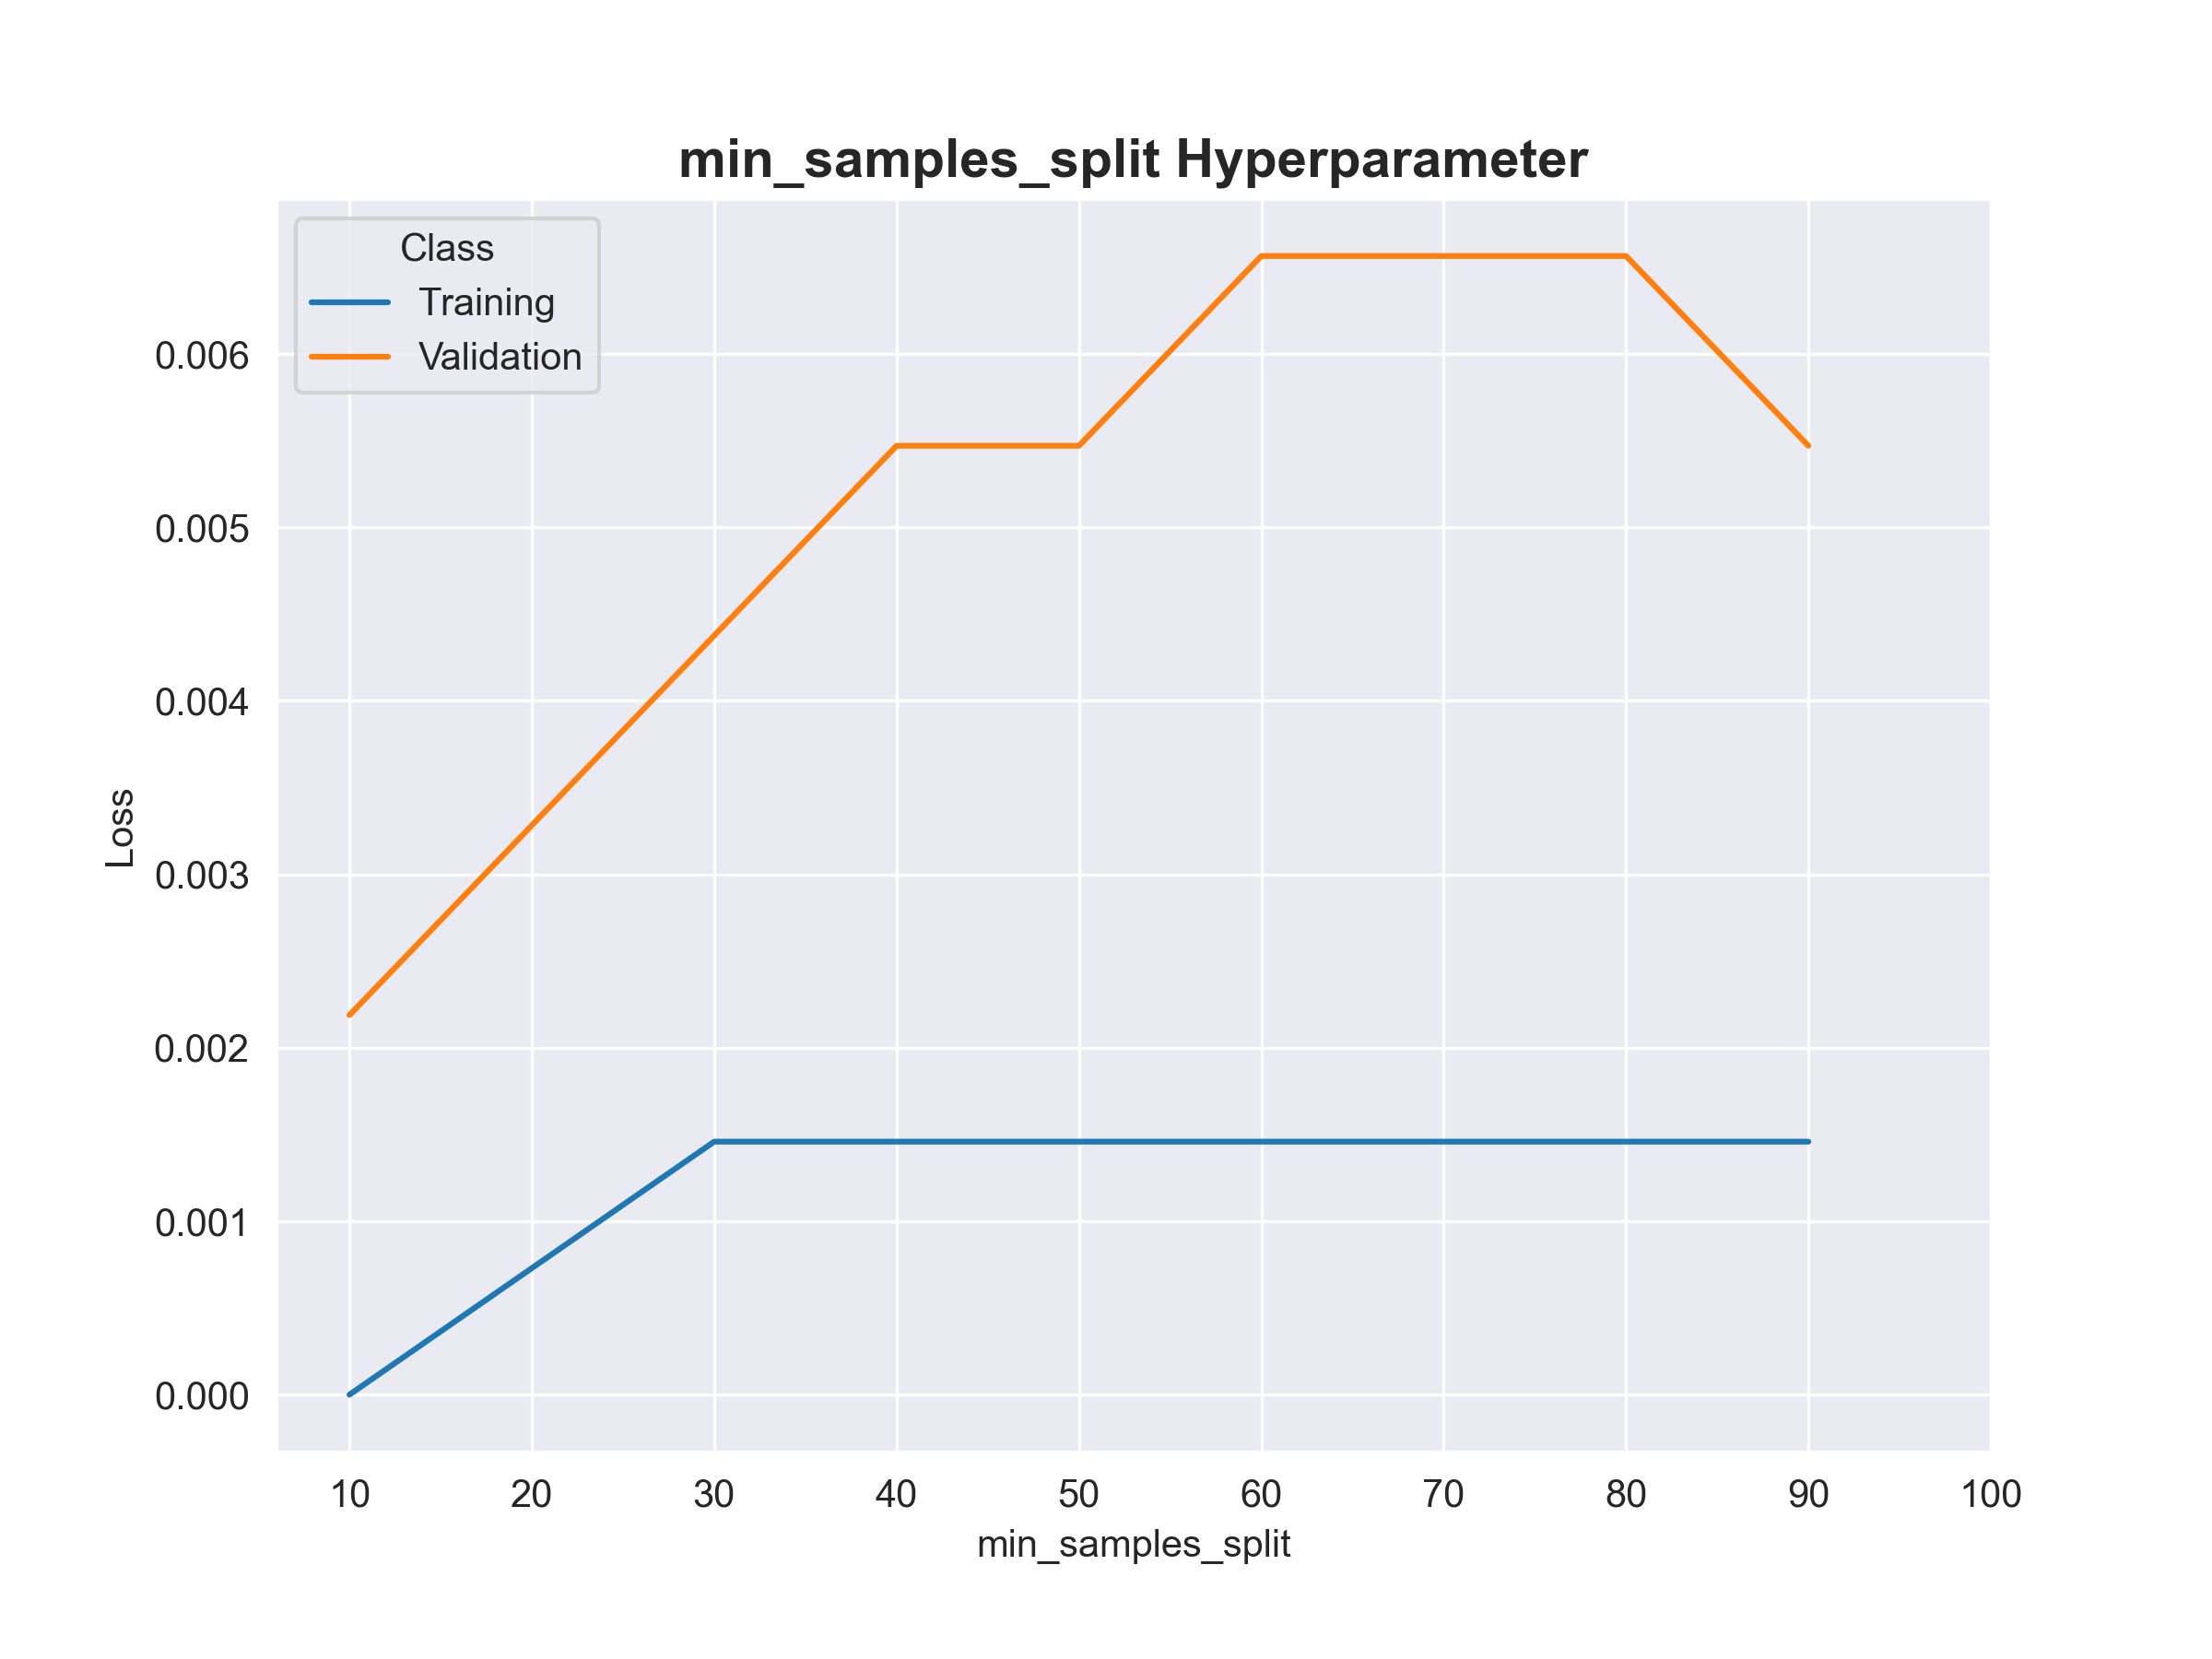 min_samples_split Hyperparameter
Class
Training
Validation
0.006
0.005
0.004
0.003
0.002
0.001
0.000
Loss
10 20 30 40 50 60 70 80 90 100
min_samples_split